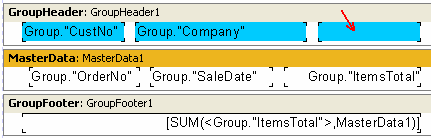 GroupHeader: GroupHeader1
Group."CustNo" Group."Company"
MasterData: MasterData1
Group."OrderNo" Group."SaleDate" Group."ItemsTotal"
GroupFooter: GroupFooter1
[SUM(<Group."ItemsTotal">,MasterData1)]